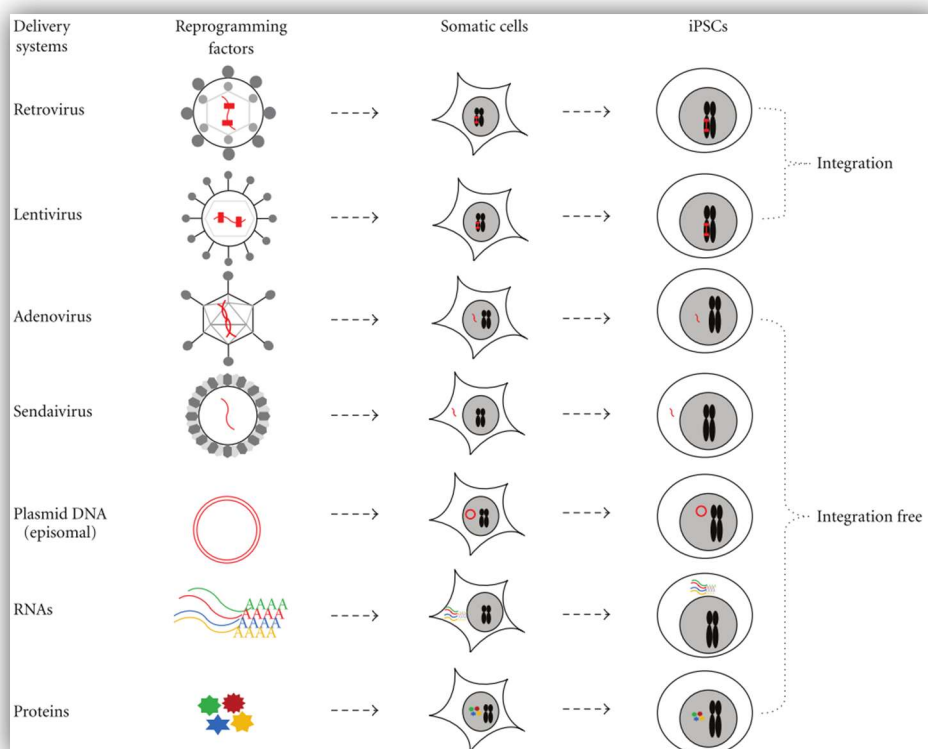 Delivery
systems
Reprogramming
factors
Somatic cells
iPSCs
Retrovirus
Integration
Lentivirus
Adenovirus
Sendaivirus
Plasmid DNA
(episomal)
Integration free
RNAs
AAAA
AAAA
AAAA
AAAA
Proteins